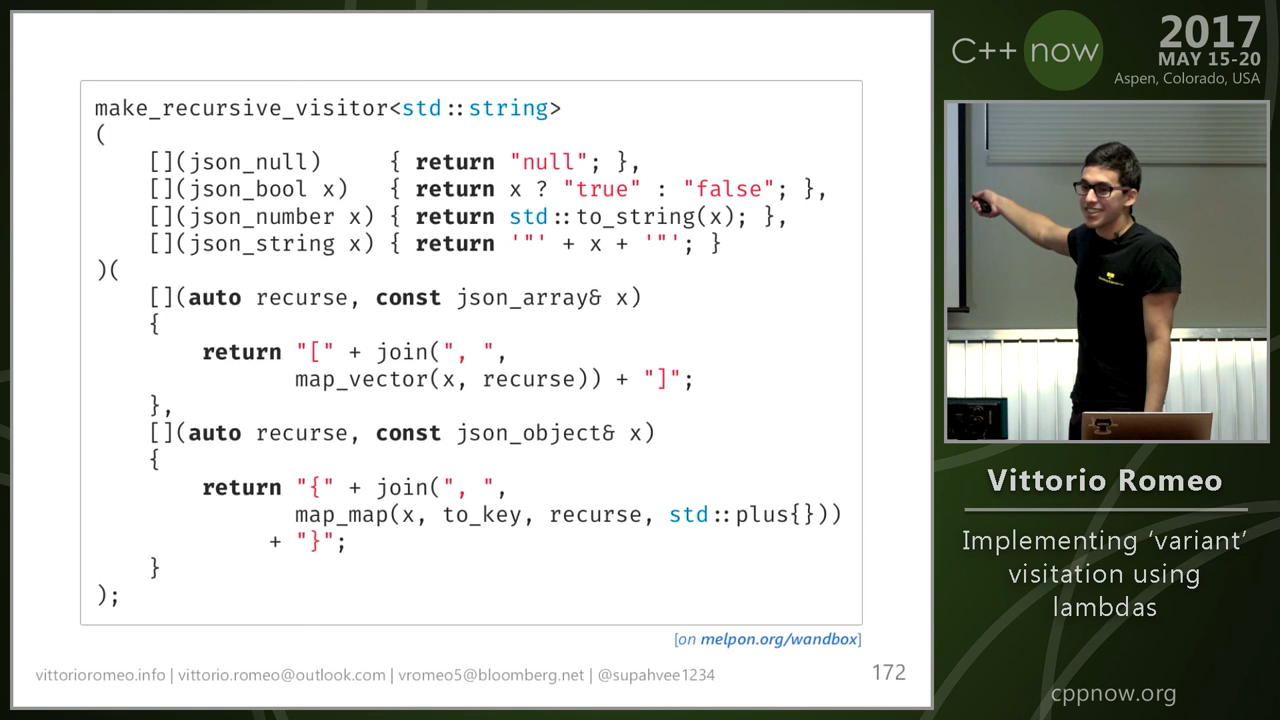 make_recursive_visitor<std::string>
(
    [](json_null)     { return "null"; },
    [](json_bool x)   { return x ? "true" : "false"; },
    [](json_number x) { return std::to_string(x); },
    [](json_string x) { return '"' + x + '"'; }
)(
    [](auto recurse, const json_array& x)
    {
        return "[" + join(", ",
               map_vector(x, recurse)) + "]";
    },
    [](auto recurse, const json_object& x)
    {
        return "{" + join(", ",
               map_map(x, to_key, recurse, std::plus{}))
             + "}";
    }
);
[on melpon.org/wandbox]
vittorioromeo.info | vittorio.romeo@outlook.com | vromeo5@bloomberg.net | @supahvee1234
172
C++ now
2017
MAY 15-20
Aspen, Colorado, USA
Vittorio Romeo
Implementing ‘variant’
visitation using
lambdas
cppnow.org